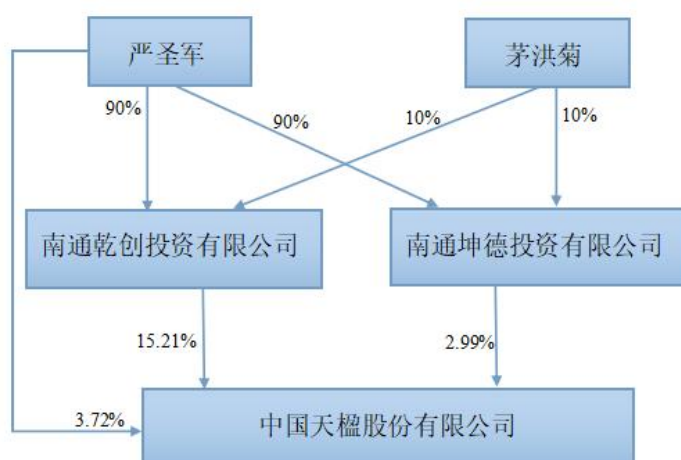 严圣军
茅洪菊
90%
90%
10%
10%
南通乾创投资有限公司
南通坤德投资有限公司
15.21%
2.99%
3.72%
中国天楹股份有限公司